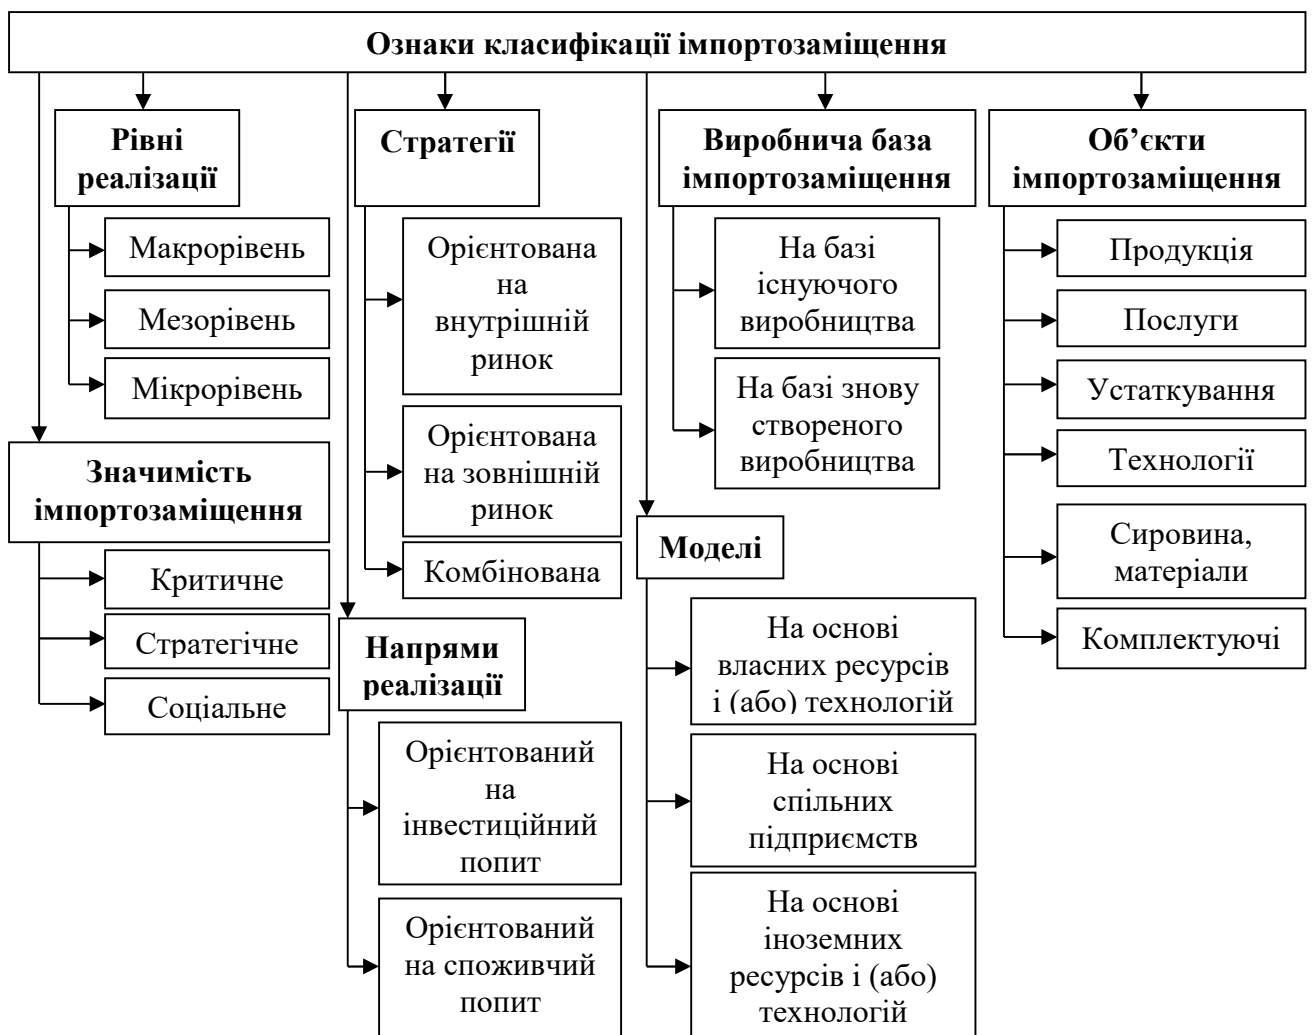 Ознаки класифікації імпортозаміщення
Рівні
реалізації
Макрорівень
Мезорівень
Мікрорівень
Значимість
імпортозаміщення
Критичне
Стратегічне
Соціальне
Стратегії
Орієнтована
на
внутрішній
ринок
Орієнтована
на зовнішній
ринок
Комбінована
Напрями
реалізації
Орієнтований
на
інвестиційний
попит
Орієнтований
на споживчий
попит
Виробнича база
імпортозаміщення
На базі
існуючого
виробництва
На базі знову
створеного
виробництва
Моделі
На основі
власних ресурсів
і (або) технологій
На основі
спільних
підприємств
На основі
іноземних
ресурсів і (або)
технологій
Об’єкти
імпортозаміщення
Продукція
Послуги
Устаткування
Технології
Сировина,
матеріали
Комплектуючі